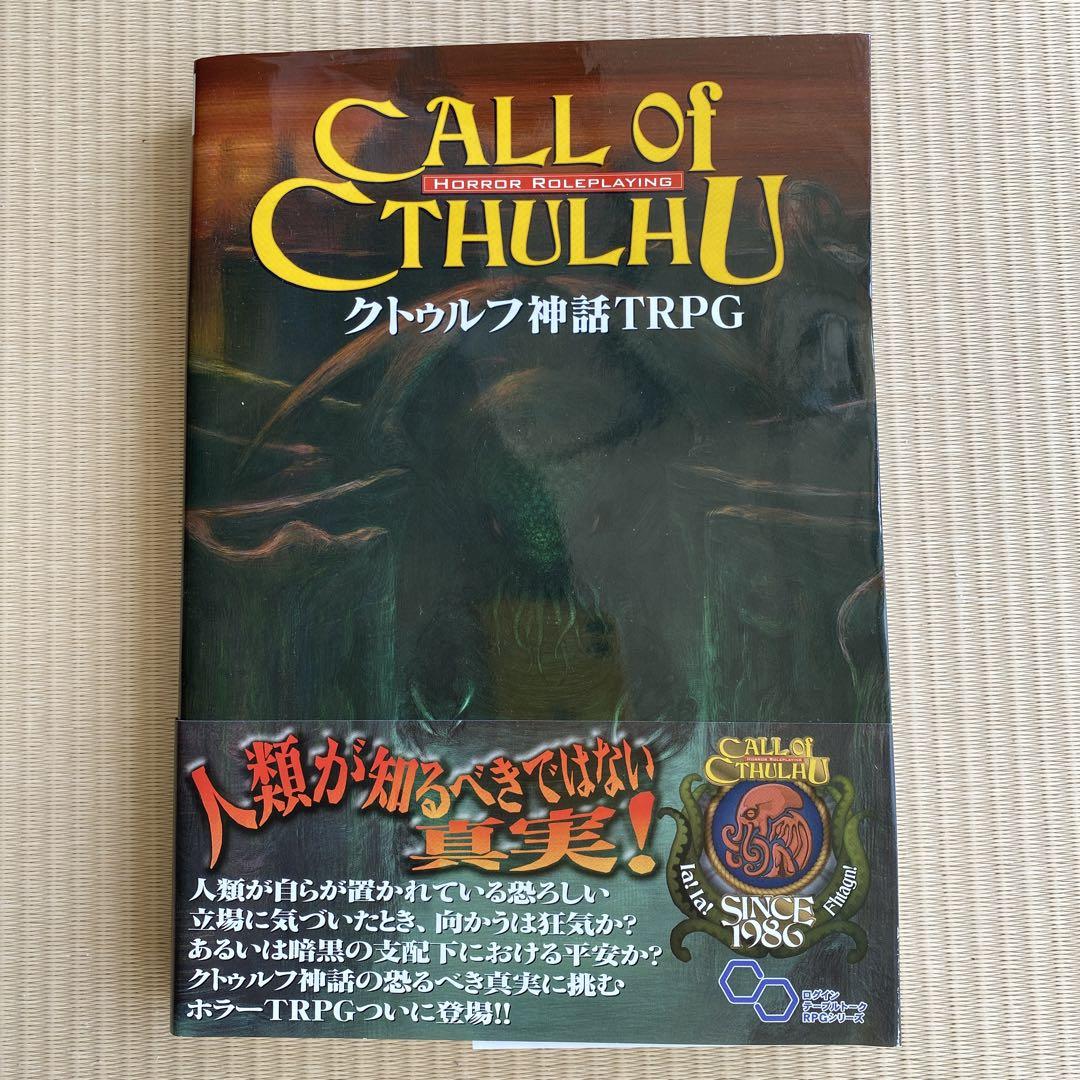 CALL Of
HORROR ROLEPLAYING
CTHULHU
クトゥルフ神話TRPG
人類が知るべきではない
真実!
人類が自らが置かれている恐ろしい
立場に気づいたとき、向かうは狂気か?
あるいは暗黒の支配下における平安か?
クトゥルフ神話の恐るべき真実に挑む
ホラーTRPGついに登場!!
CALL Of
HORROR ROLEPLAYING
CTHULHU
Ia! Ia!
Fhtagn!
SINCE
1986
ログイン
テーブルトーク
RPGシリーズ